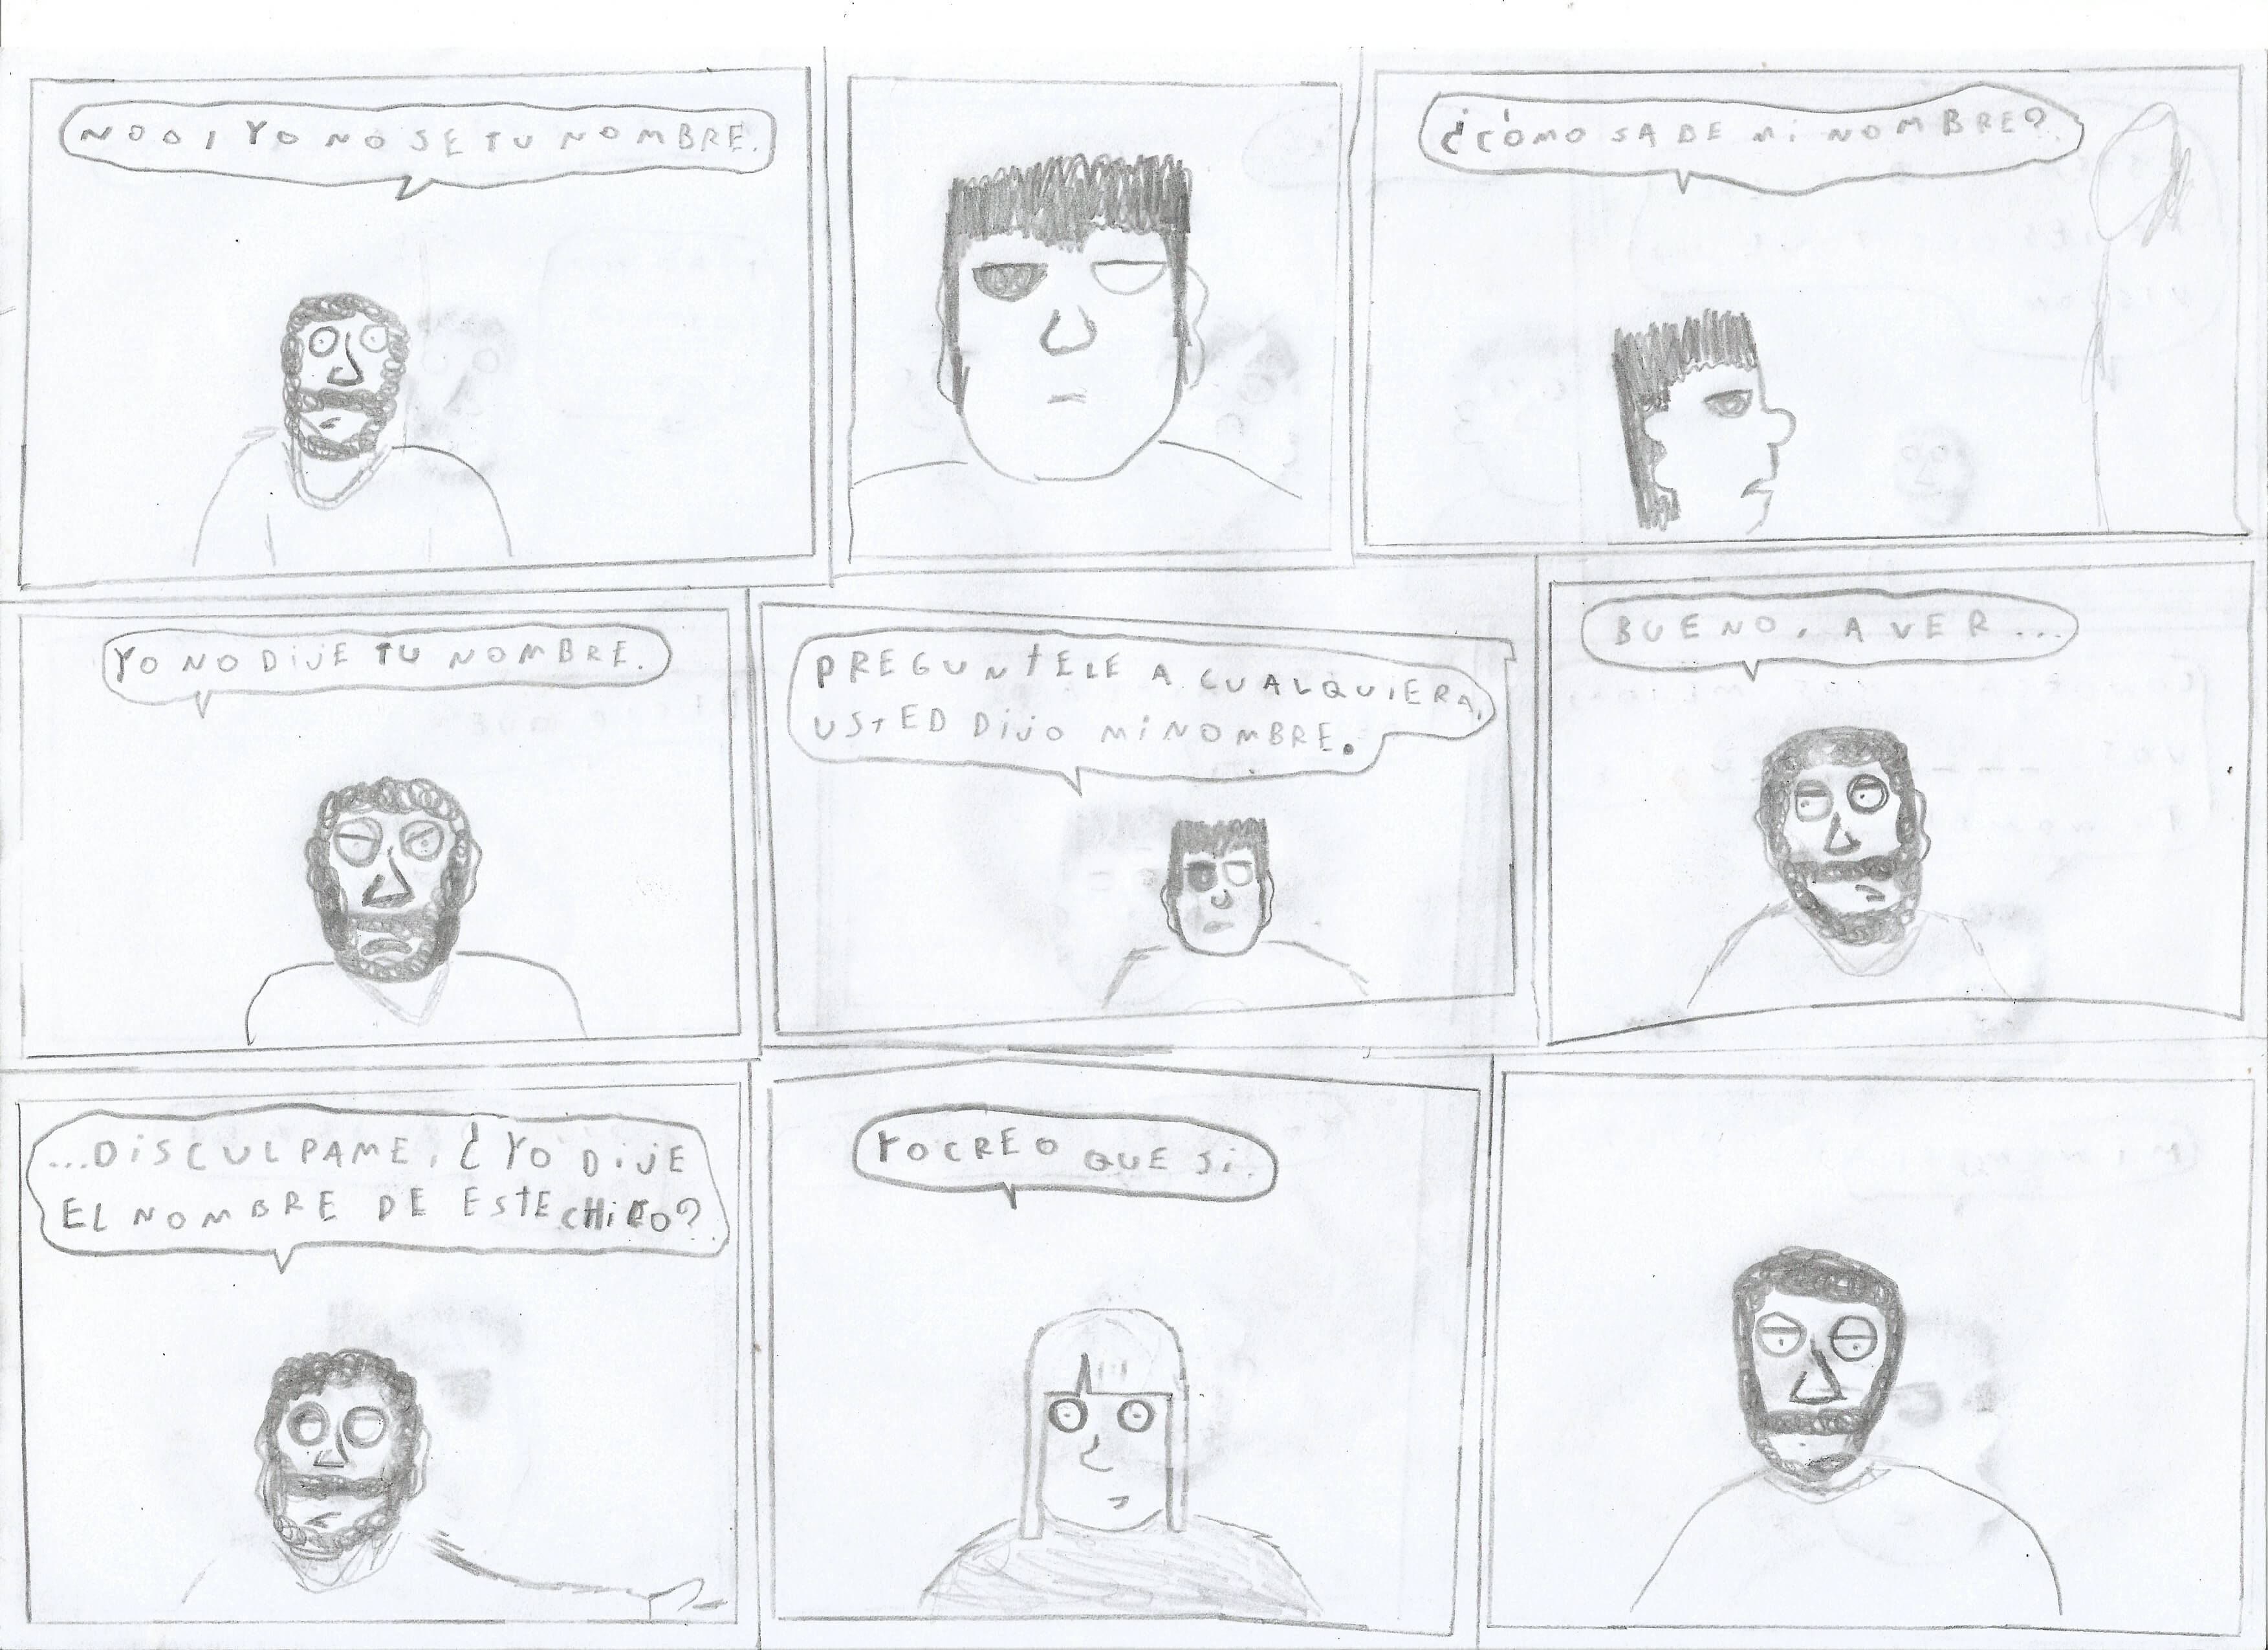 NOO, YO NO SE TU NOMBRE.
¿CÓMO SABE MI NOMBRE?
YO NO DIJE TU NOMBRE.
PREGUNTELE A CUALQUIERA,
USTED DIJO MI NOMBRE.
BUENO, A VER...
...DISCULPAME, ¿YO DIJE
EL NOMBRE DE ESTE CHICO?
YO CREO QUE SI.